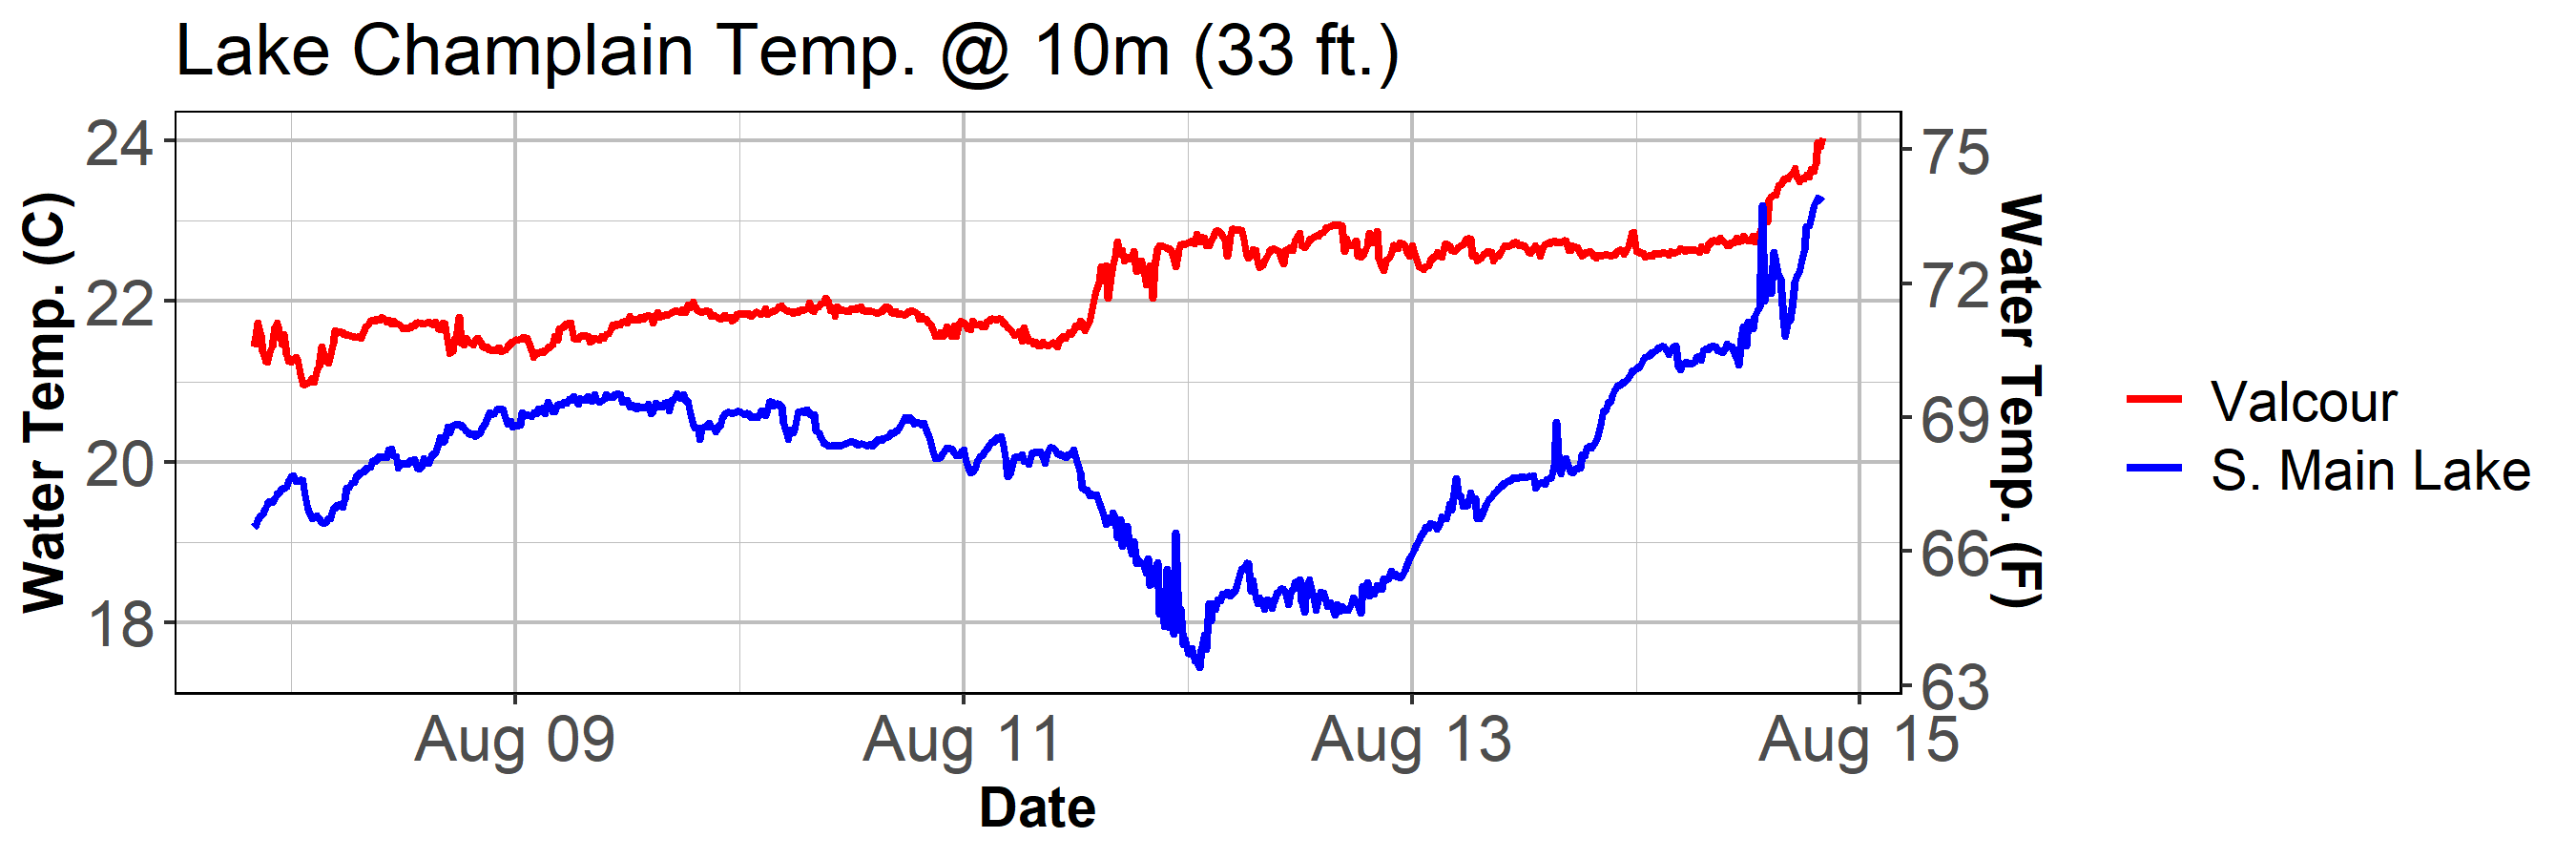 Lake Champlain Temp. @ 10m (33 ft.)
Water Temp. (C)
24
22
20
18
75
72
69
66
63
Water Temp. (F)
Aug 09
Aug 11
Aug 13
Aug 15
Date
Valcour
S. Main Lake